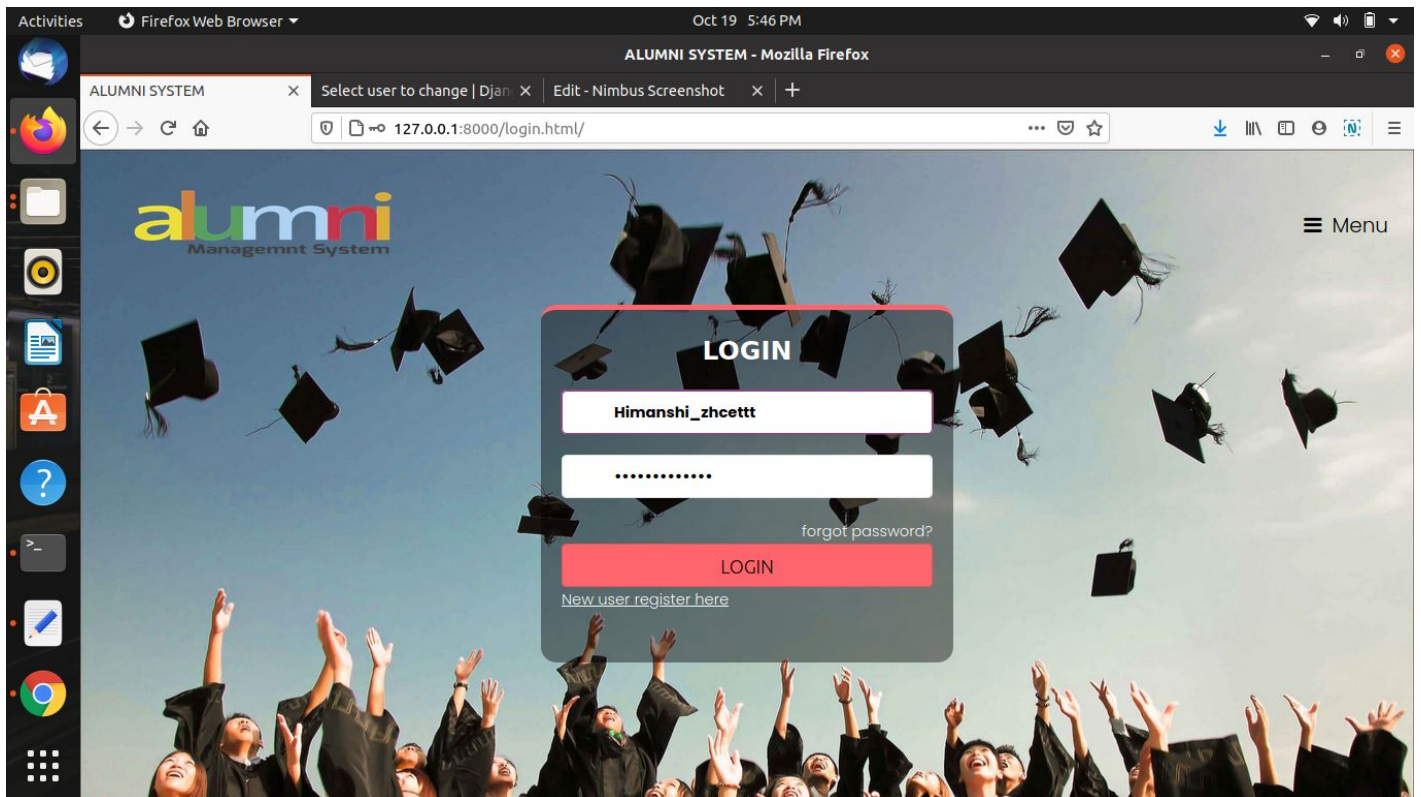 Activities Firefox Web Browser Oct 19 5:46 PM
ALUMNI SYSTEM - Mozilla Firefox
ALUMNI SYSTEM Select user to change | Djan Edit - Nimbus Screenshot
127.0.0.1:8000/login.html/
alumni
Managemnt System
Menu
LOGIN
Himanshi_zhcettt
•••••••••••••
forgot password?
LOGIN
New user register here